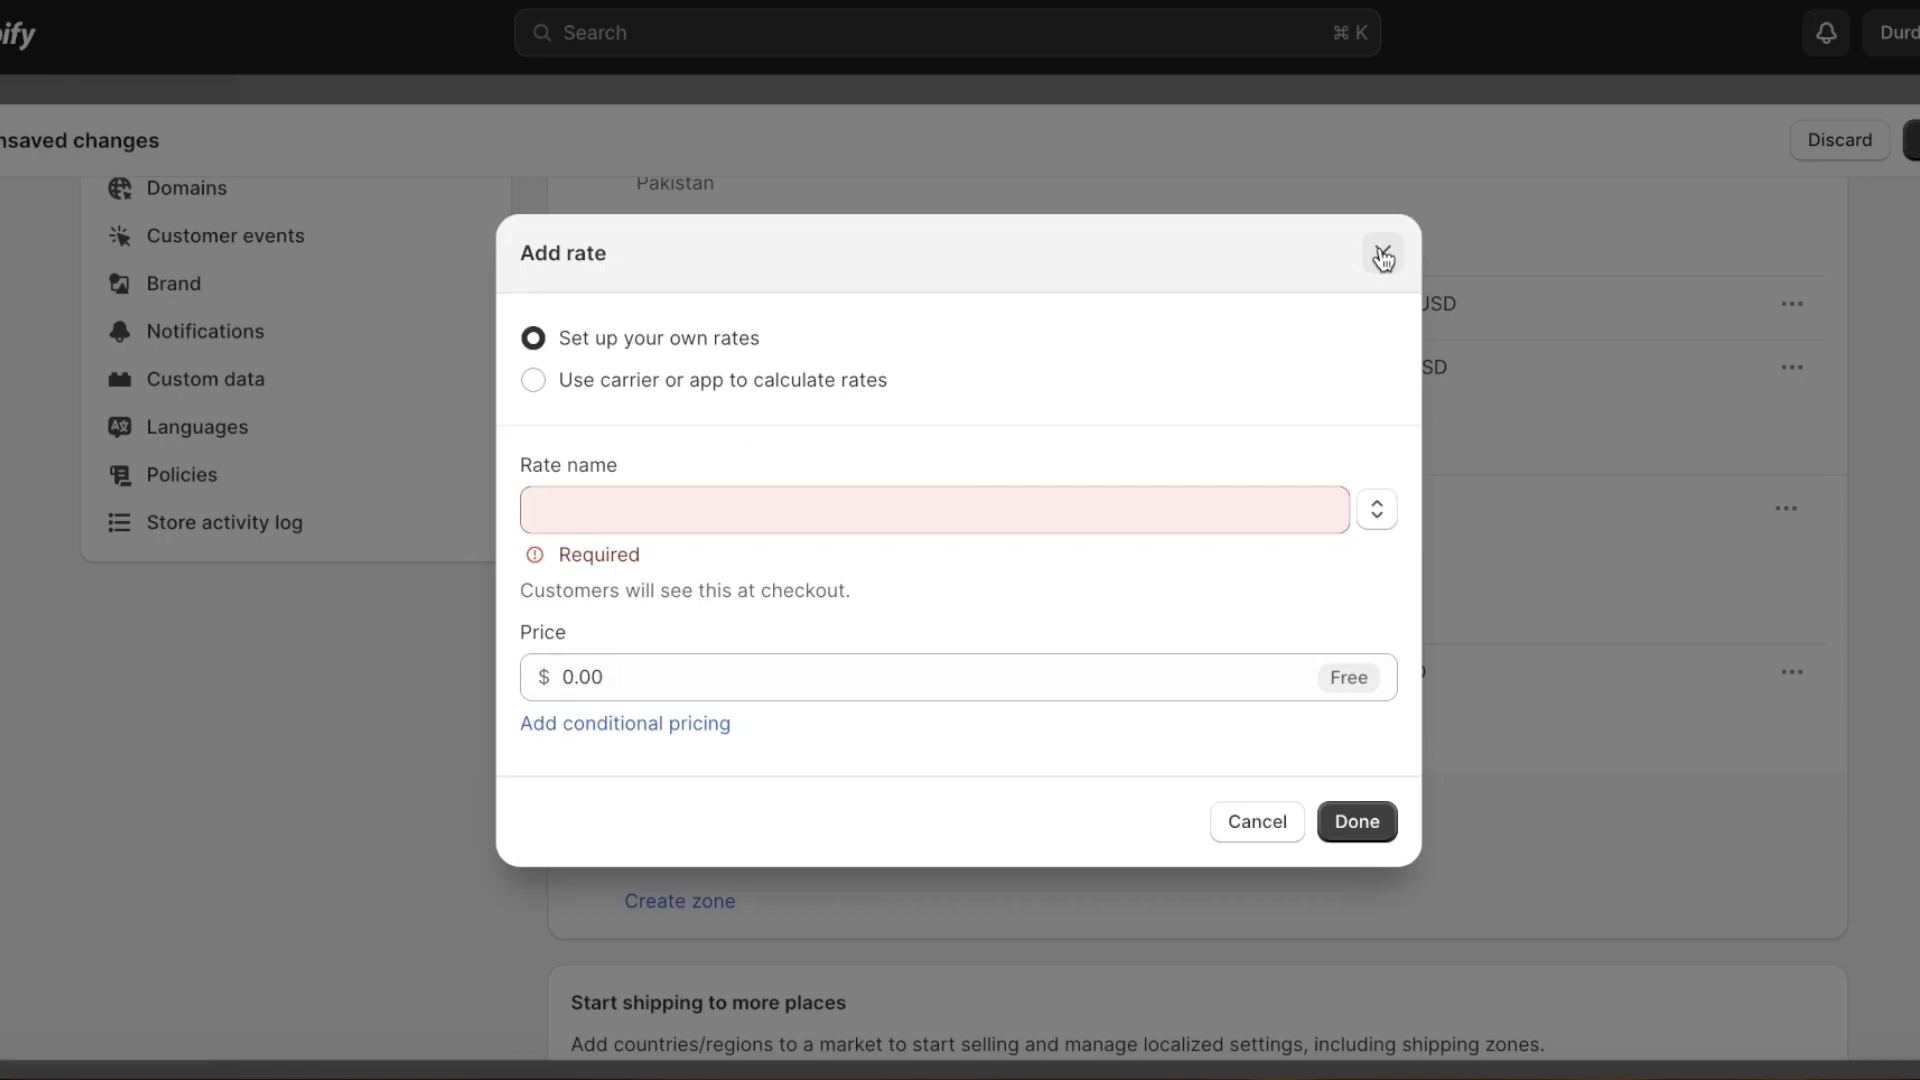 ify
Search
⌘ K
Durd
nsaved changes
Discard
Domains
Pakistan
Customer events
Add rate
Brand
USD
Notifications
Set up your own rates
SD
Custom data
Use carrier or app to calculate rates
Languages
Rate name
Policies
Store activity log
Required
Customers will see this at checkout.
Price
$ 0.00
Free
Add conditional pricing
Cancel
Done
Create zone
Start shipping to more places
Add countries/regions to a market to start selling and manage localized settings, including shipping zones.